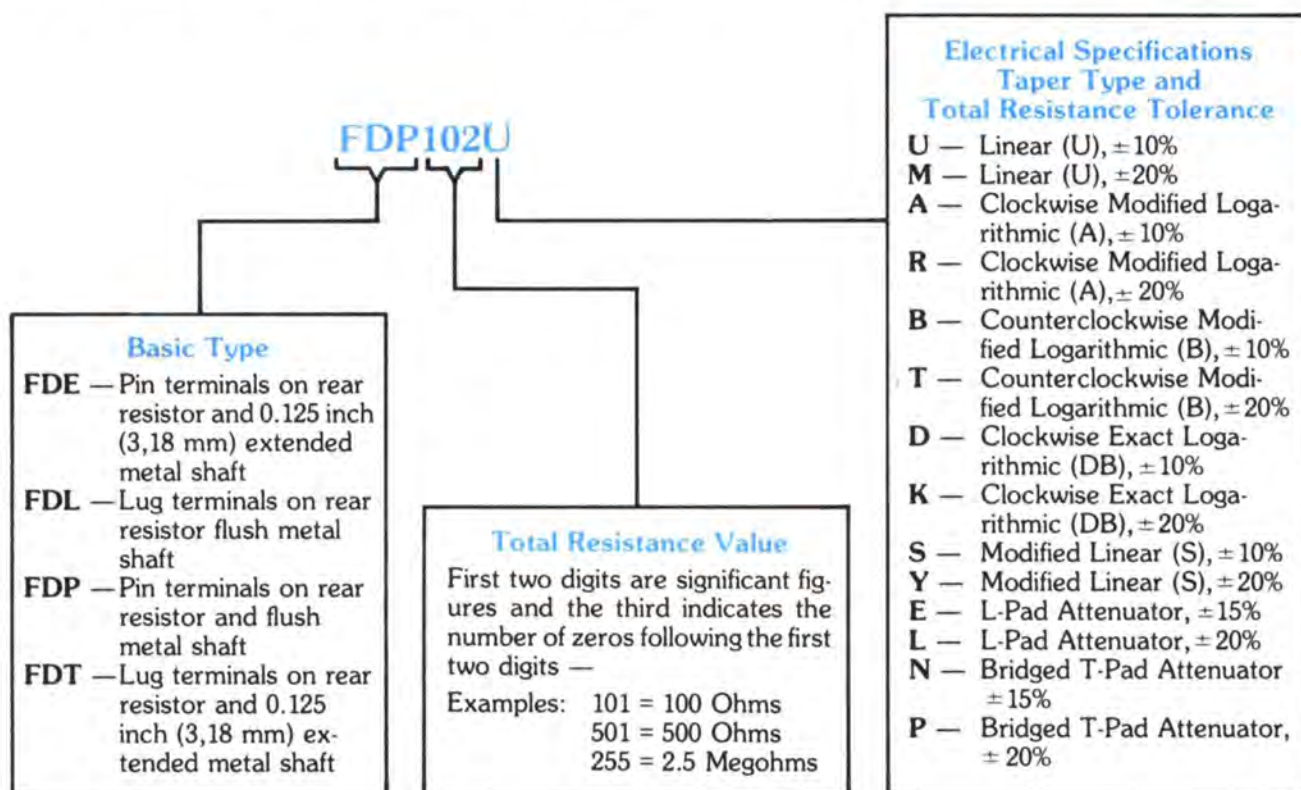 FDP102U
Basic Type
FDE — Pin terminals on rear
resistor and 0.125 inch
(3,18 mm) extended
metal shaft
FDL — Lug terminals on rear
resistor flush metal
shaft
FDP — Pin terminals on rear
resistor and flush
metal shaft
FDT — Lug terminals on rear
resistor and 0.125
inch (3,18 mm) ex-
tended metal shaft
Total Resistance Value
First two digits are significant fig-
ures and the third indicates the
number of zeros following the first
two digits —
Examples: 101 = 100 Ohms
501 = 500 Ohms
255 = 2.5 Megohms
Electrical Specifications
Taper Type and
Total Resistance Tolerance
U — Linear (U), ±10%
M — Linear (U), ±20%
A — Clockwise Modified Loga-
rithmic (A), ±10%
R — Clockwise Modified Loga-
rithmic (A), ±20%
B — Counterclockwise Modi-
fied Logarithmic (B), ±10%
T — Counterclockwise Modi-
fied Logarithmic (B), ±20%
D — Clockwise Exact Loga-
rithmic (DB), ±10%
K — Clockwise Exact Loga-
rithmic (DB), ±20%
S — Modified Linear (S), ±10%
Y — Modified Linear (S), ±20%
E — L-Pad Attenuator, ±15%
L — L-Pad Attenuator, ±20%
N — Bridged T-Pad Attenuator
±15%
P — Bridged T-Pad Attenuator,
±20%